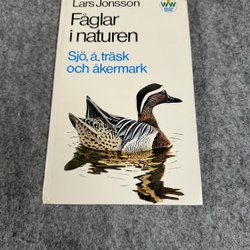 Lars Jonsson
Fåglar
i naturen
Sjö, å, träsk
och åkermark